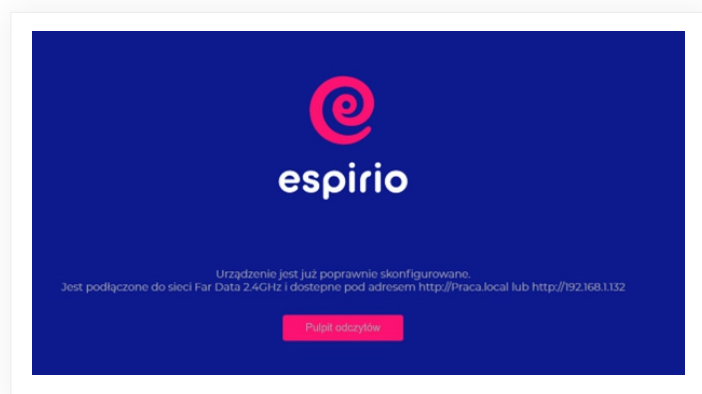 espirio
Urządzenie jest już poprawnie skonfigurowane.
Jest podłączone do sieci Far Data 2.4GHz i dostepne pod adresem http://Praca.local lub http://192.168.1.132
Pulpit odczytów